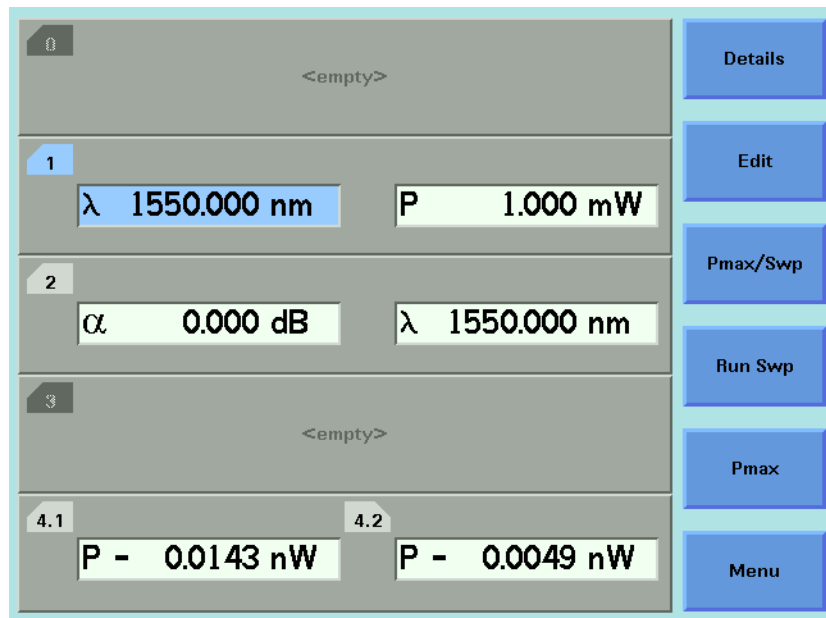 0
<empty>
1
λ 1550.000 nm
P 1.000 mW
2
α 0.000 dB
λ 1550.000 nm
3
<empty>
4.1
P - 0.0143 nW
4.2
P - 0.0049 nW
Details
Edit
Pmax/Swp
Run Swp
Pmax
Menu